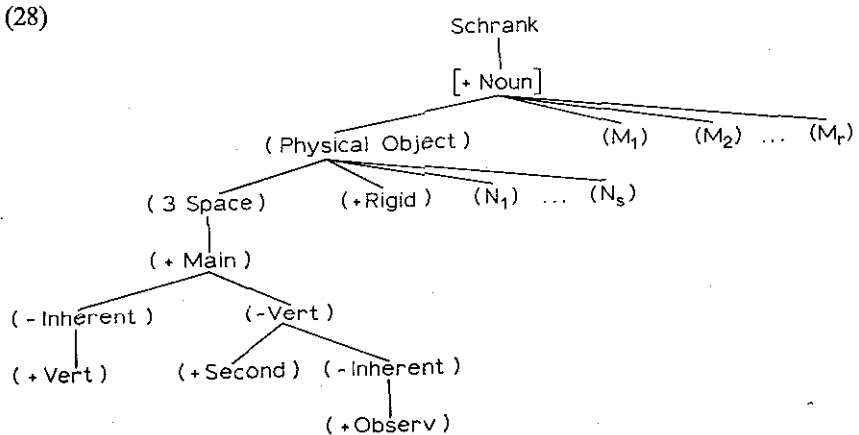 (28)
Schrank
[+ Noun]
( Physical Object ) (M1) (M2) ... (Mr)
( 3 Space ) (+Rigid) (N1) ... (Ns)
( + Main )
( - Inherent ) (-Vert )
( + Vert ) ( +Second ) ( -Inherent )
( +Observ )